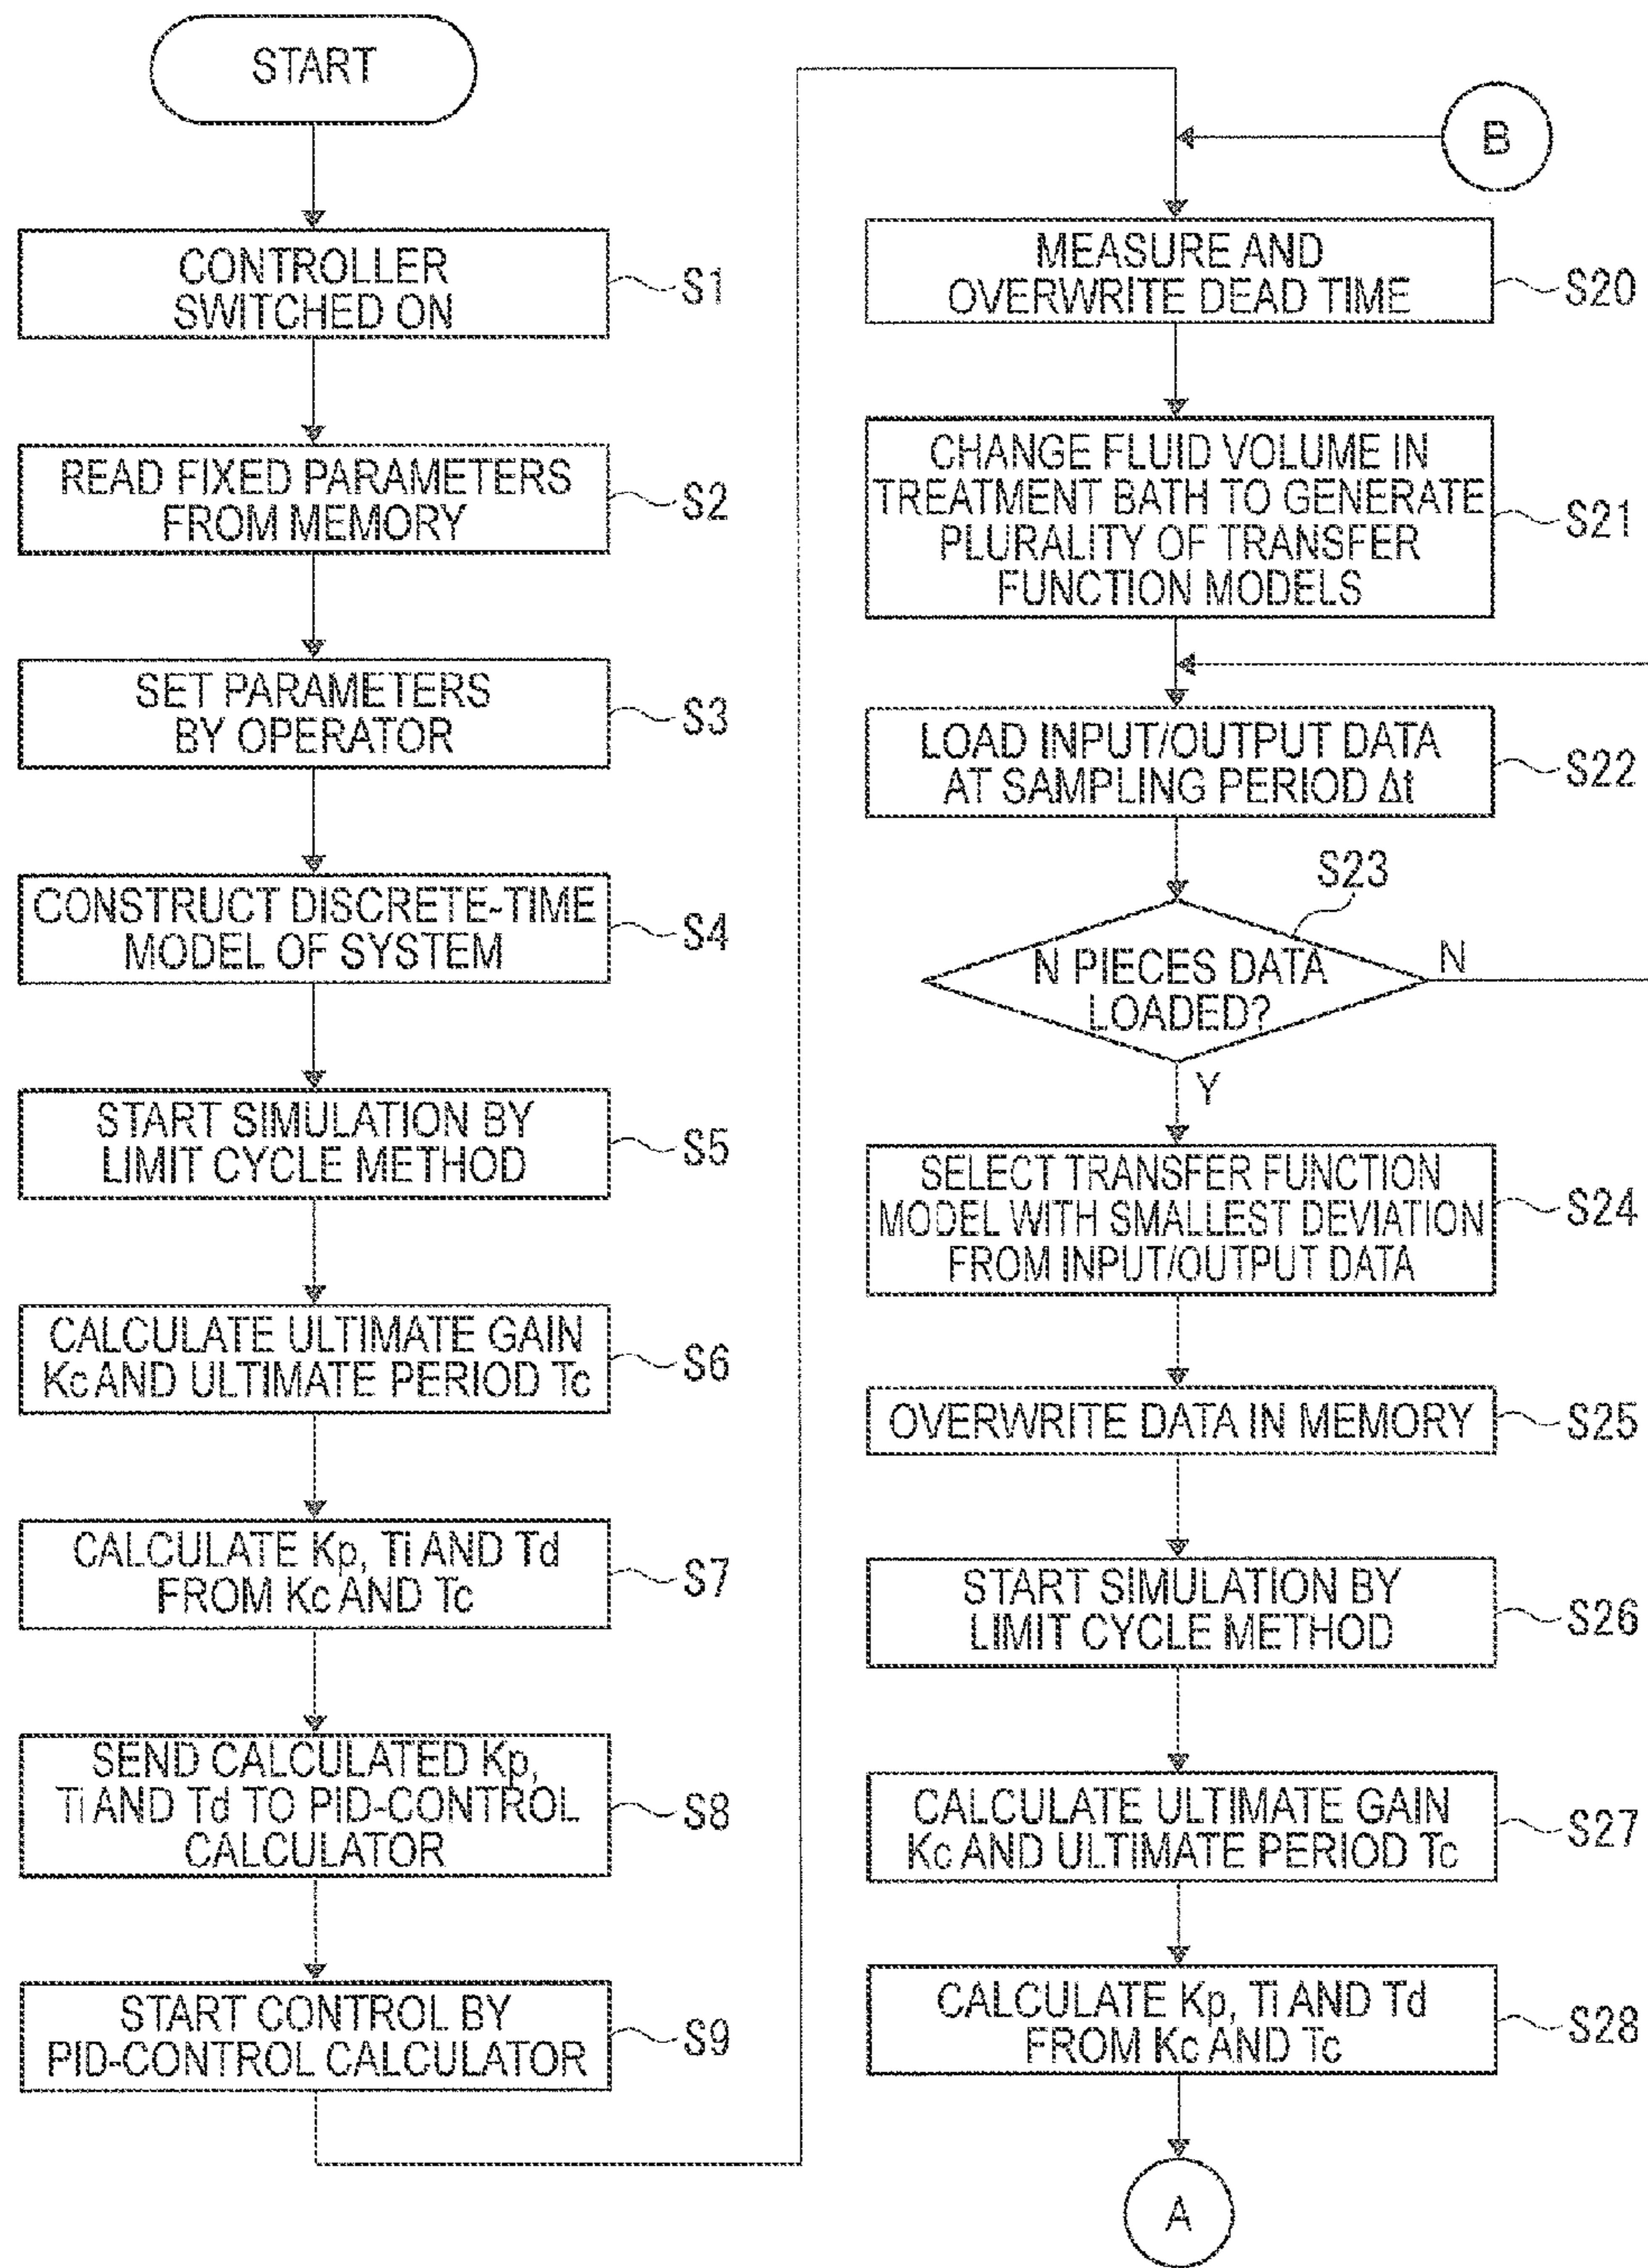 START
CONTROLLER
SWITCHED ON
S1
READ FIXED PARAMETERS
FROM MEMORY
S2
SET PARAMETERS
BY OPERATOR
S3
CONSTRUCT DISCRETE-TIME
MODEL OF SYSTEM
S4
START SIMULATION BY
LIMIT CYCLE METHOD
S5
CALCULATE ULTIMATE GAIN
Kc AND ULTIMATE PERIOD Tc
S6
CALCULATE Kp, Ti AND Td
FROM Kc AND Tc
S7
SEND CALCULATED Kp,
Ti AND Td TO PID-CONTROL
CALCULATOR
S8
START CONTROL BY
PID-CONTROL CALCULATOR
S9
B
MEASURE AND
OVERWRITE DEAD TIME
S20
CHANGE FLUID VOLUME IN
TREATMENT BATH TO GENERATE
PLURALITY OF TRANSFER
FUNCTION MODELS
S21
LOAD INPUT/OUTPUT DATA
AT SAMPLING PERIOD Δt
S22
S23
N PIECES DATA
LOADED?
N
Y
SELECT TRANSFER FUNCTION
MODEL WITH SMALLEST DEVIATION
FROM INPUT/OUTPUT DATA
S24
OVERWRITE DATA IN MEMORY
S25
START SIMULATION BY
LIMIT CYCLE METHOD
S26
CALCULATE ULTIMATE GAIN
Kc AND ULTIMATE PERIOD Tc
S27
CALCULATE Kp, Ti AND Td
FROM Kc AND Tc
S28
A